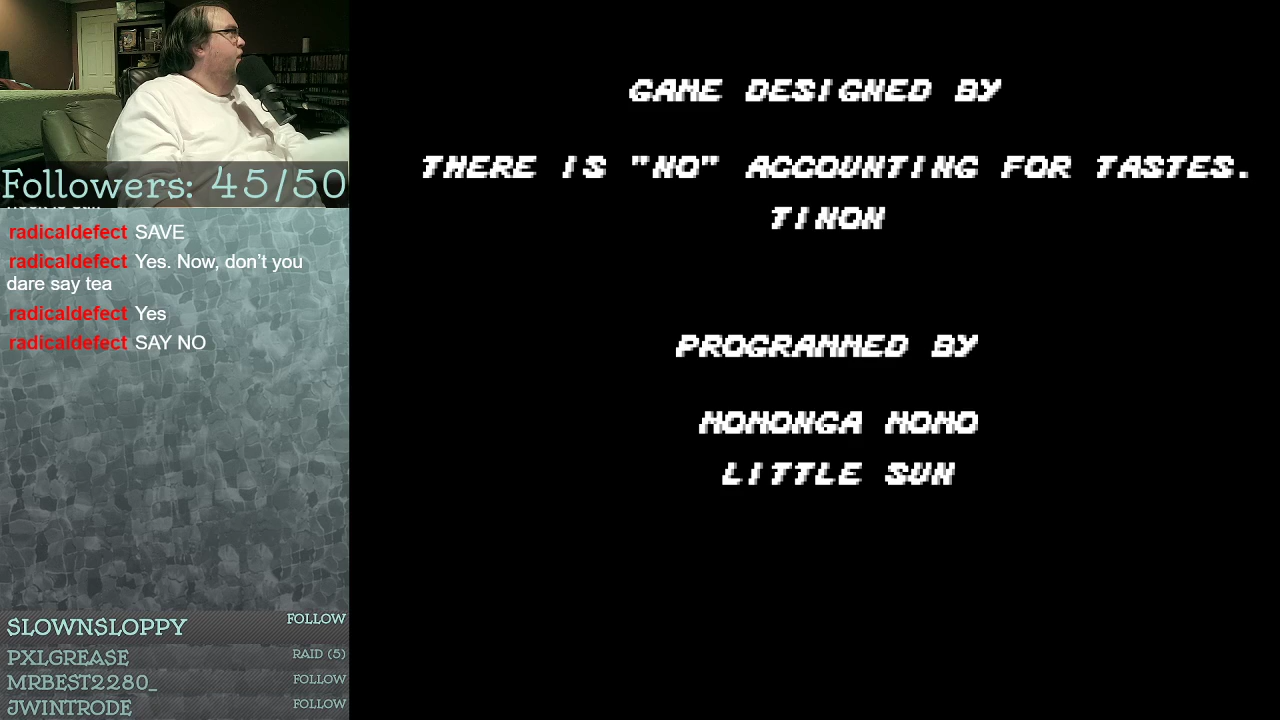 Followers: 45/50
radicaldefect SAVE
radicaldefect Yes. Now, don't you
dare say tea
radicaldefect Yes
radicaldefect SAY NO
SLOWNSLOPPY FOLLOW
PXLGREASE RAID (5)
MRBEST2280_ FOLLOW
JWINTRODE FOLLOW
GAME DESIGNED BY
THERE IS "NO" ACCOUNTING FOR TASTES.
TIMON
PROGRAMMED BY
MOMONGA MOMO
LITTLE SUN